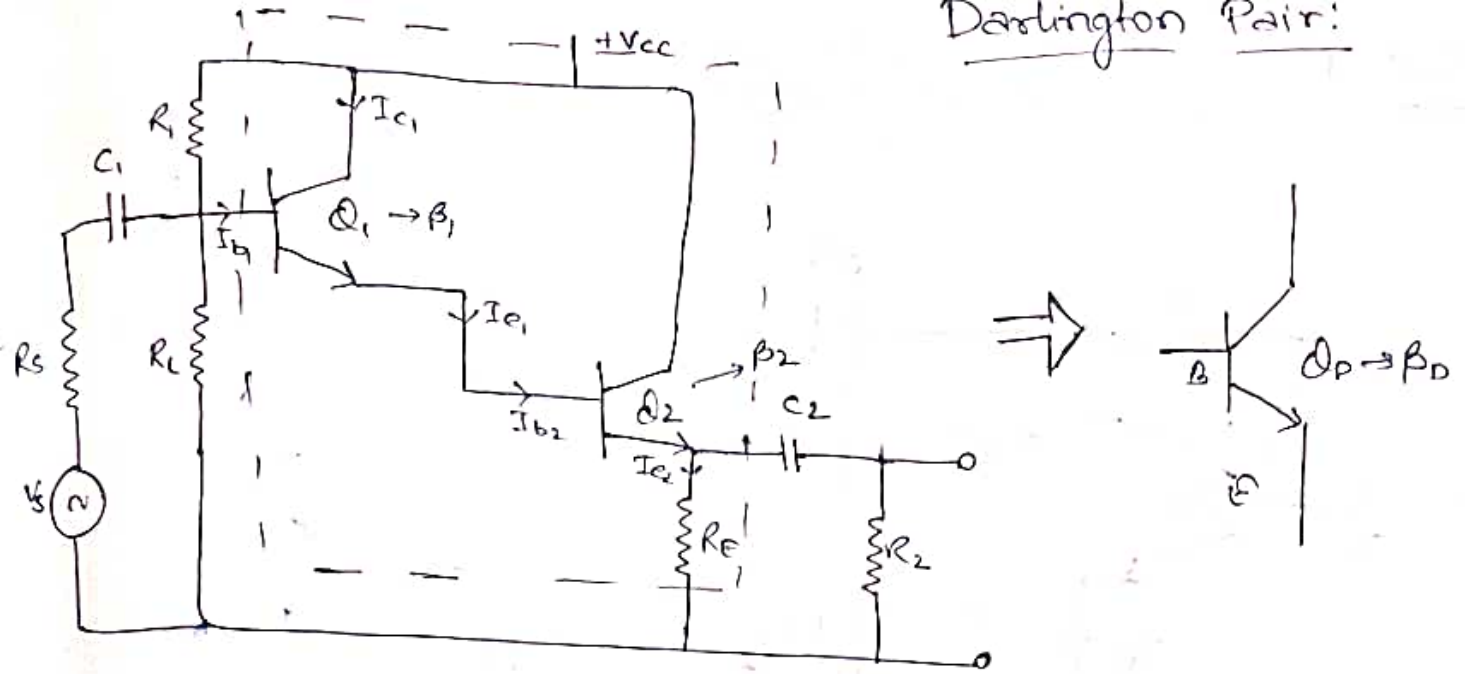 Darlington Pair:
+Vcc
Ic1
R1
C1
Q1 → β1
Ib1
Ie1
Rs
RL
→ β2
Q2
C2
Ib2
Ie2
Vs
~
RE
R2
B
QD → βD
E